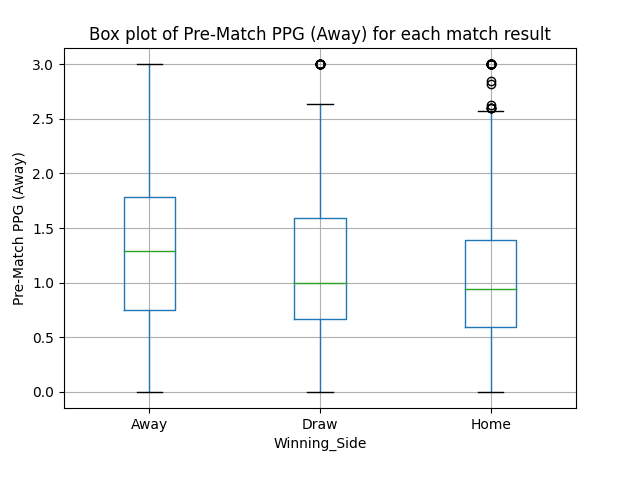 Box plot of Pre-Match PPG (Away) for each match result
Pre-Match PPG (Away)
3.0
2.5
2.0
1.5
1.0
0.5
0.0
Away Draw Home
Winning_Side